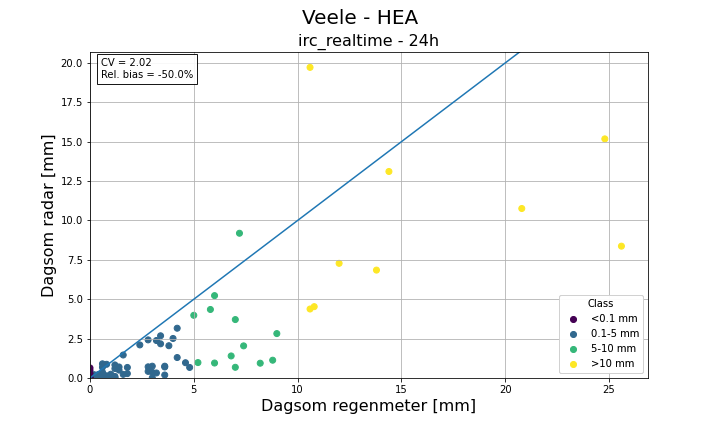 Veele - HEA
irc_realtime - 24h
CV = 2.02
Rel. bias = -50.0%
Dagsom radar [mm]
20.0
17.5
15.0
12.5
10.0
7.5
5.0
2.5
0.0
0 5 10 15 20 25
Dagsom regenmeter [mm]
Class
<0.1 mm
0.1-5 mm
5-10 mm
>10 mm